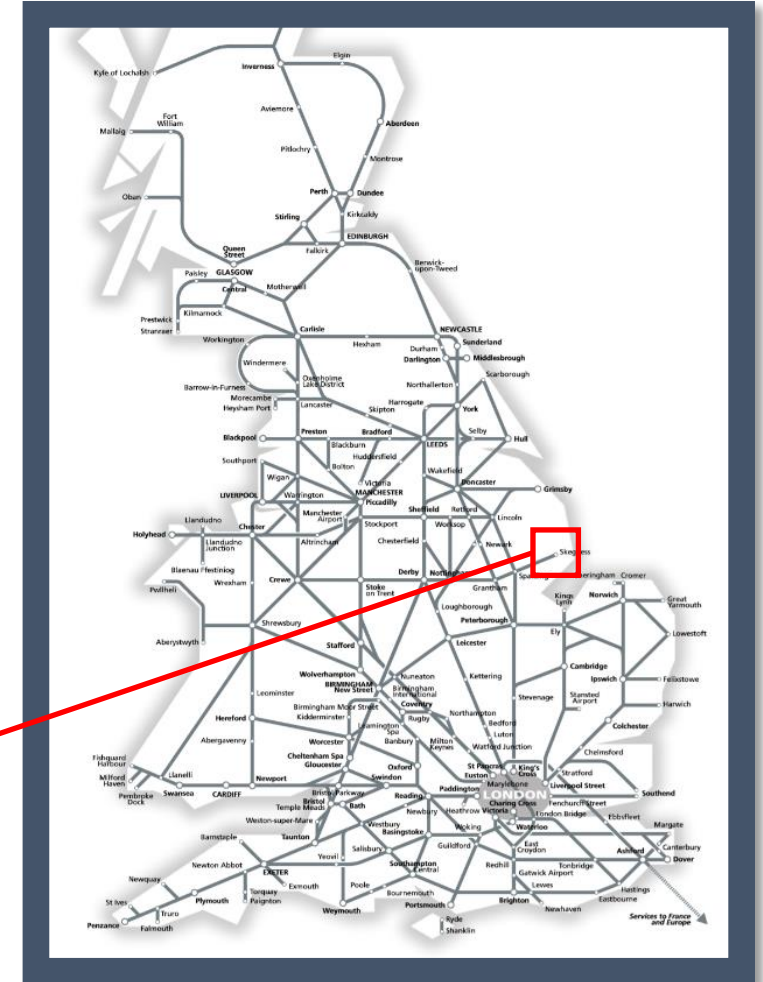 Elgin
Inverness
Kyle of Lochalsh
Aviemore
Fort
William
Aberdeen
Mallaig
Pitlochry
Montrose
Perth
Dundee
Oban
Kirkcaldy
Stirling
EDINBURGH
Queen
Street
Falkirk
Berwick-
upon-Tweed
Paisley
GLASGOW
Central
Motherwell
Kilmarnock
Prestwick
Stranraer
Carlisle
NEWCASTLE
Sunderland
Workington
Hexham
Durham
Darlington
Middlesbrough
Windermere
Scarborough
Oxenholme
Lake District
Northallerton
Barrow-in-Furness
Morecambe
Heysham Port
Lancaster
Harrogate
York
Skipton
Preston
Bradford
Selby
Blackpool
Blackburn
LEEDS
Hull
Huddersfield
Southport
Bolton
Wakefield
Wigan
Victoria
Doncaster
Grimsby
LIVERPOOL
Warrington
MANCHESTER
Piccadilly
Manchester
Airport
Sheffield
Retford
Lincoln
Llandudno
Stockport
Worksop
Holyhead
Chester
Llandudno
Junction
Altrincham
Chesterfield
Newark
Blaenau Ffestiniog
Derby
Wrexham
Crewe
Stoke
on Trent
Grantham
Cromer
Pwllheli
Kings
Lynn
Norwich
Great
Yarmouth
Loughborough
Peterborough
Shrewsbury
Ely
Lowestoft
Aberystwyth
Stafford
Leicester
Wolverhampton
Cambridge
BIRMINGHAM
New Street
Nuneaton
Kettering
Ipswich
Felixstowe
Birmingham
International
Leominster
Stevenage
Stansted
Airport
Harwich
Birmingham Moor Street
Coventry
Kidderminster
Rugby
Northampton
Hereford
Leamington
Spa
Bedford
Colchester
Abergavenny
Worcester
Banbury
Milton
Keynes
Luton
Cheltenham Spa
Watford Junction
Chelmsford
Fishguard
Harbour
Gloucester
Oxford
St Pancras
King's
Cross
Euston
Stratford
Milford
Haven
Llanelli
Swindon
Marylebone
Liverpool Street
Pembroke
Dock
Swansea
CARDIFF
Newport
Bristol Parkway
Reading
Paddington
LONDON
Southend
Bristol
Temple Meads
Bath
Newbury
Heathrow
Victoria
Charing Cross
Fenchurch Street
London Bridge
Ebbsfleet
Weston-super-Mare
Westbury
Basingstoke
Woking
Waterloo
Margate
Barnstaple
Taunton
Salisbury
Guildford
East
Croydon
Canterbury
Yeovil
Ashford
Dover
Newton Abbot
EXETER
Southampton
Central
Redhill
Tonbridge
Gatwick Airport
Newquay
Exmouth
Poole
Lewes
Hastings
St Ives
Plymouth
Torquay
Paignton
Bournemouth
Eastbourne
Truro
Weymouth
Portsmouth
Brighton
Newhaven
Penzance
Falmouth
Ryde
Shanklin
Services to France
and Europe